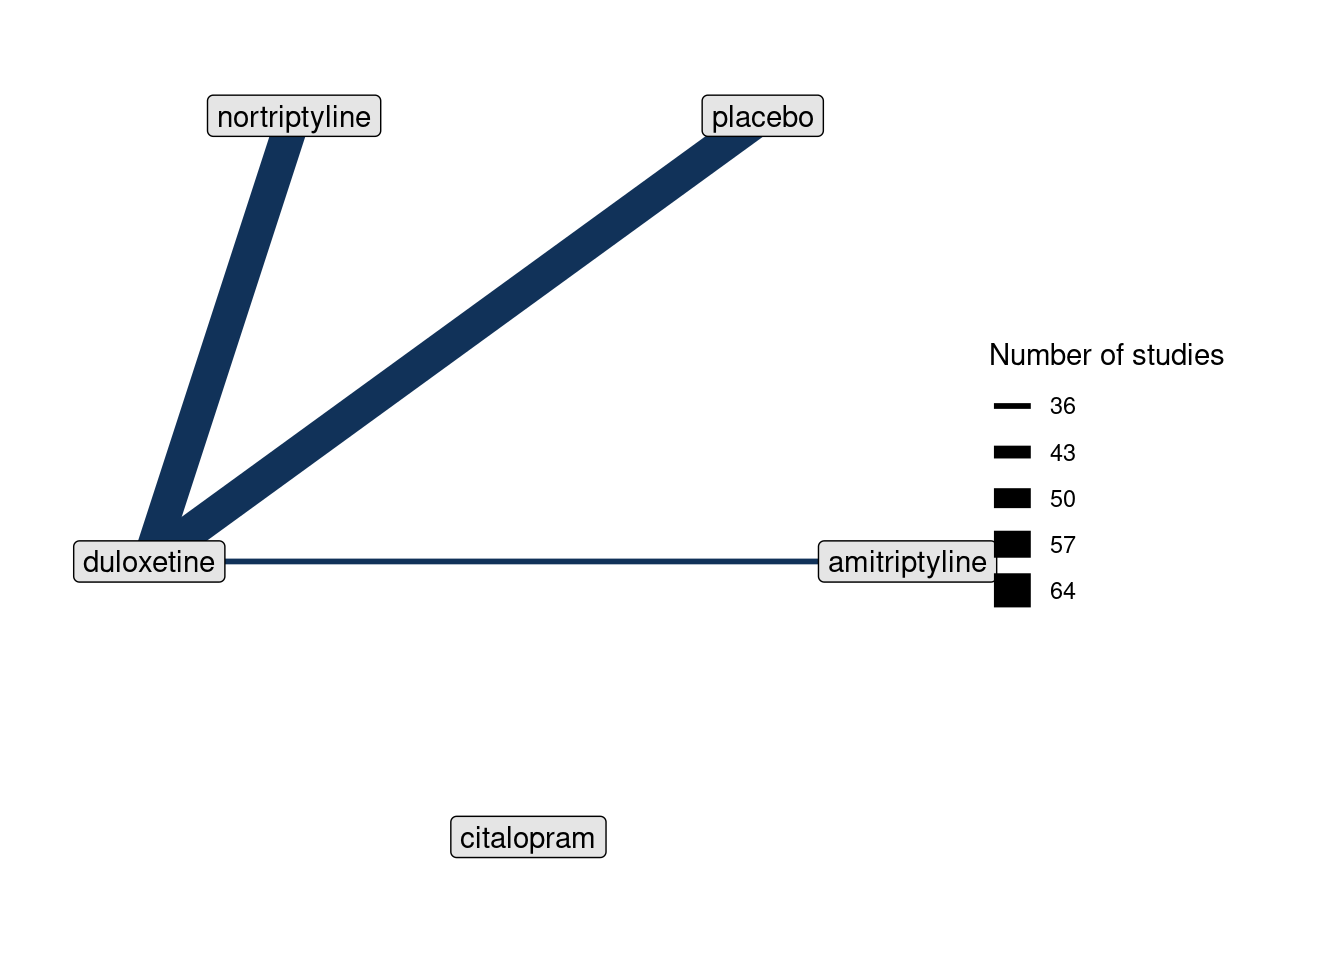 nortriptyline
placebo
Number of studies
36
43
50
57
64
duloxetine
amitriptyline
citalopram